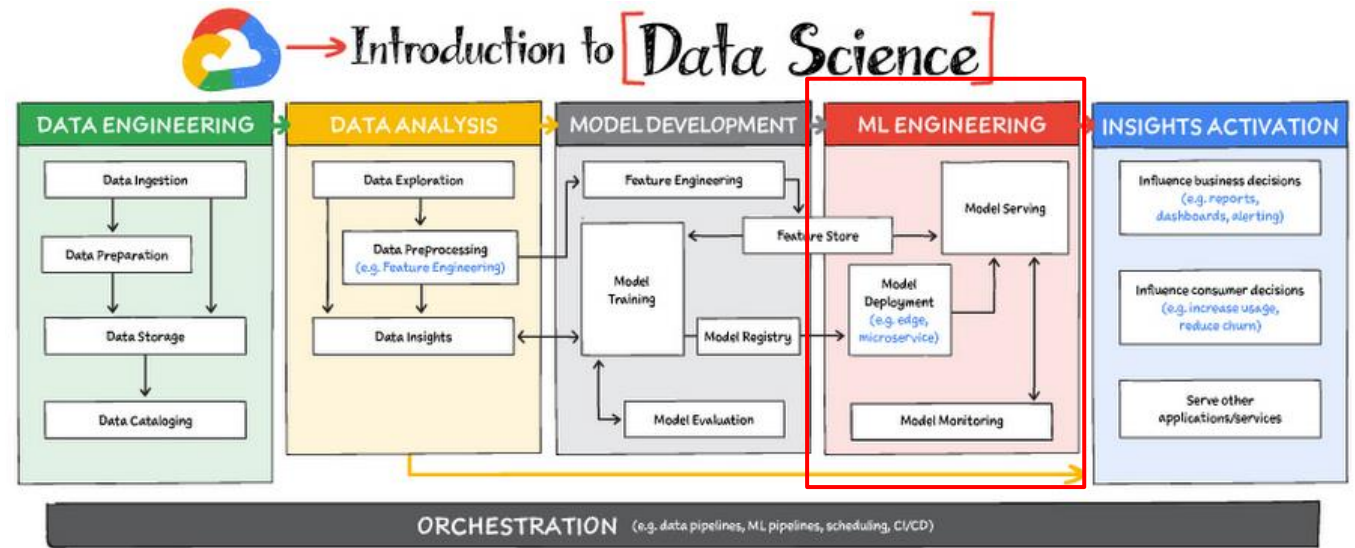 Introduction to [Data Science]
DATA ENGINEERING
Data Ingestion
Data Preparation
Data Storage
Data Cataloging
DATA ANALYSIS
Data Exploration
Data Preprocessing
(e.g. Feature Engineering)
Data Insights
MODEL DEVELOPMENT
Feature Engineering
Feature Store
Model
Training
Model Registry
Model Evaluation
ML ENGINEERING
Model Serving
Model
Deployment
(e.g. edge,
microservice)
Model Monitoring
INSIGHTS ACTIVATION
Influence business decisions
(e.g. reports,
dashboards, alerting)
Influence consumer decisions
(e.g. increase usage,
reduce churn)
Serve other
applications/services
ORCHESTRATION (e.g. data pipelines, ML pipelines, scheduling, CI/CD)